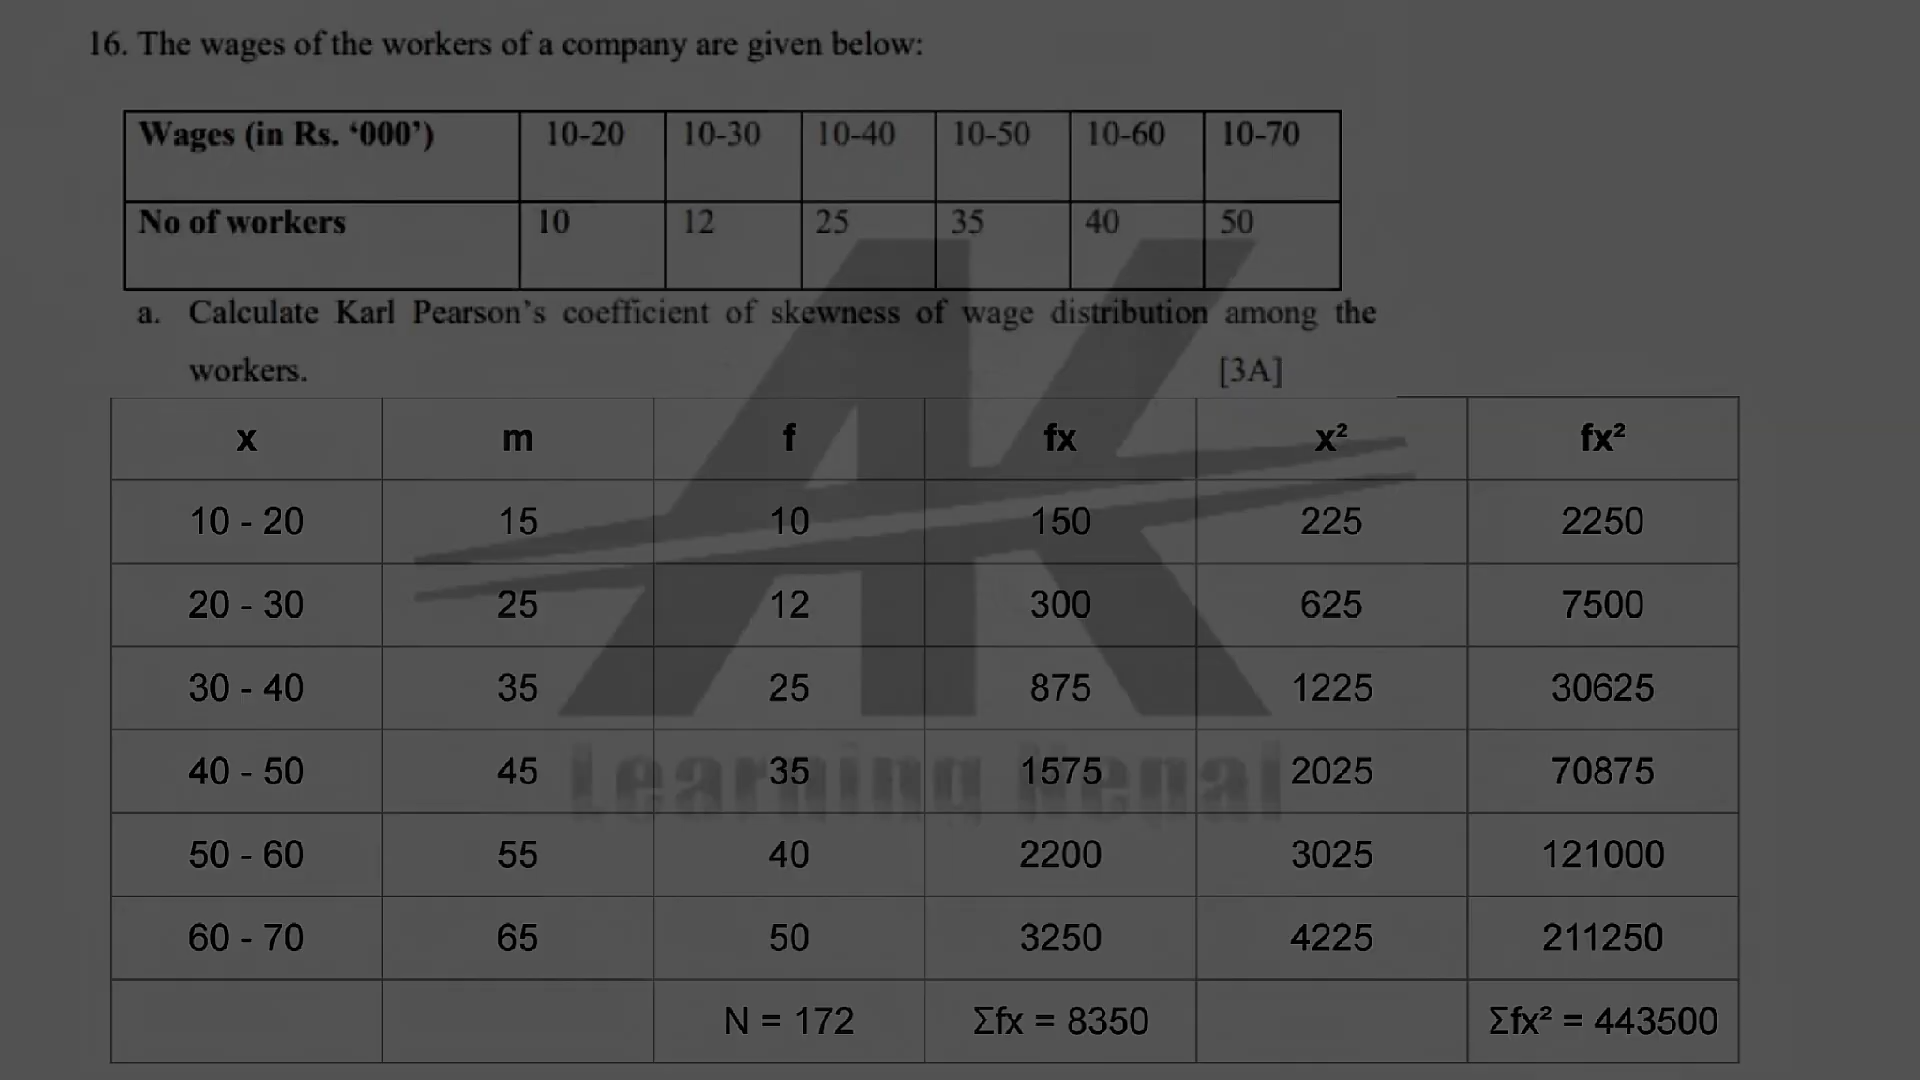 16. The wages of the workers of a company are given below:
Wages (in Rs. ‘000’) 10-20 10-30 10-40 10-50 10-60 10-70
No of workers 10 12 25 35 40 50
a. Calculate Karl Pearson’s coefficient of skewness of wage distribution among the
workers. [3A]
x m f fx x² fx²
10 - 20 15 10 150 225 2250
20 - 30 25 12 300 625 7500
30 - 40 35 25 875 1225 30625
40 - 50 45 35 1575 2025 70875
50 - 60 55 40 2200 3025 121000
60 - 70 65 50 3250 4225 211250
N = 172 Σfx = 8350 Σfx² = 443500
AK
Learning Nepal